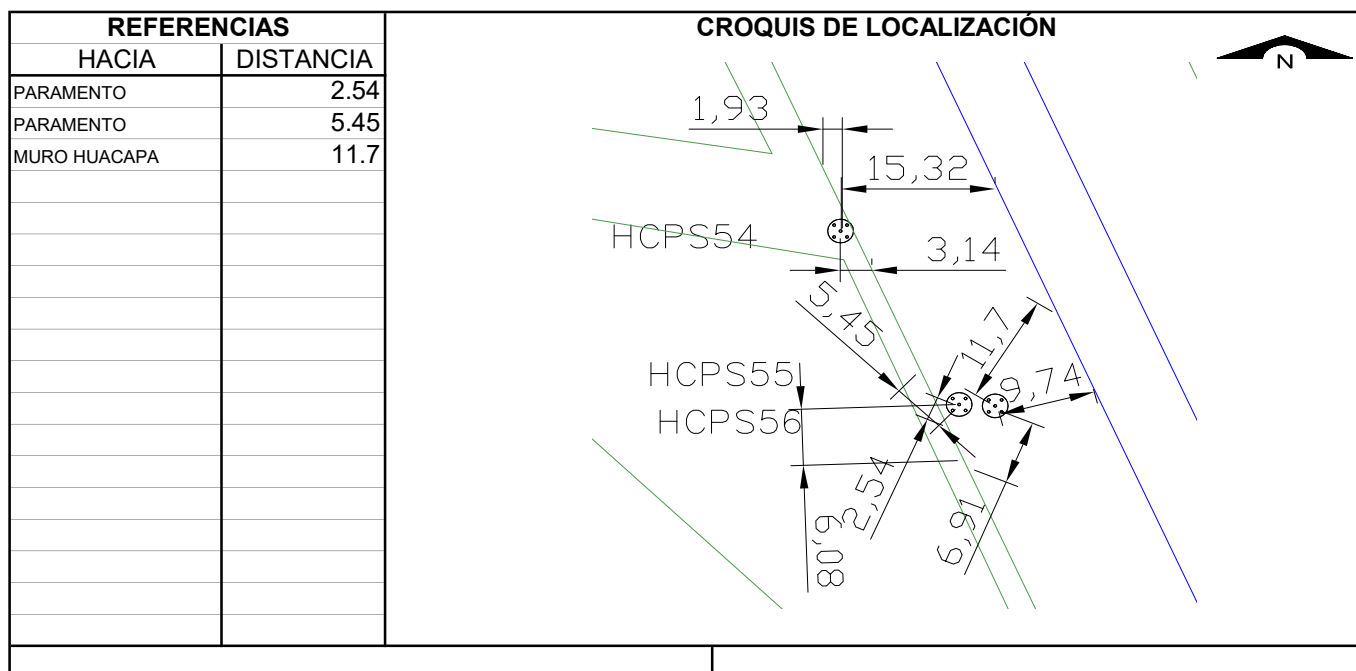 REFERENCIAS
HACIA DISTANCIA
PARAMENTO 2.54
PARAMENTO 5.45
MURO HUACAPA 11.7
CROQUIS DE LOCALIZACIÓN
N
1,93
15,32
HCPS54
3,14
5,45
11,7
9,74
HCPS55
HCPS56
2,54
6,08
6,91